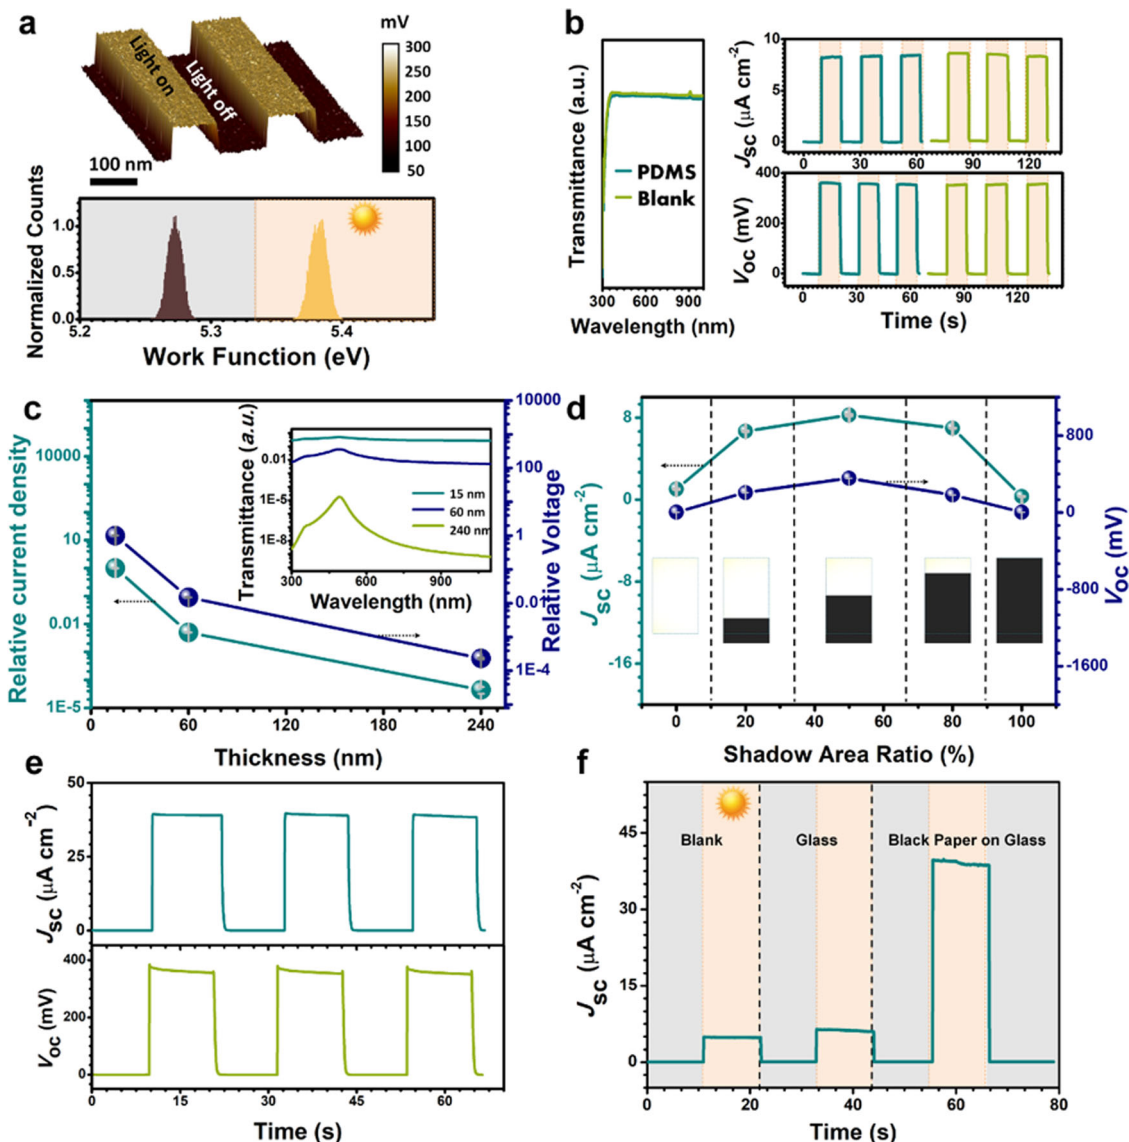 a
mV
Light on
Light off
300
250
200
150
100
50
100 nm
Normalized Counts
1.0
0.5
0.0
5.2
5.3
5.4
Work Function (eV)
b
Transmittance (a.u.)
PDMS
Blank
300
600
900
Wavelength (nm)
JSC (μA cm-2)
10
5
0
0
30
60
90
120
VOC (mV)
400
200
0
0
30
60
90
120
Time (s)
c
Relative current density
10000
10
0.01
1E-5
Transmittance (a.u.)
0.01
1E-5
1E-8
15 nm
60 nm
240 nm
300
600
900
Wavelength (nm)
10000
100
1
0.01
1E-4
Relative Voltage
0
60
120
180
240
Thickness (nm)
d
JSC (μA cm-2)
8
0
-8
-16
800
0
-800
-1600
VOC (mV)
0
20
40
60
80
100
Shadow Area Ratio (%)
e
JSC (μA cm-2)
50
25
0
VOC (mV)
400
200
0
0
15
30
45
60
Time (s)
f
JSC (μA cm-2)
45
30
15
0
Blank
Glass
Black Paper on Glass
0
20
40
60
80
Time (s)